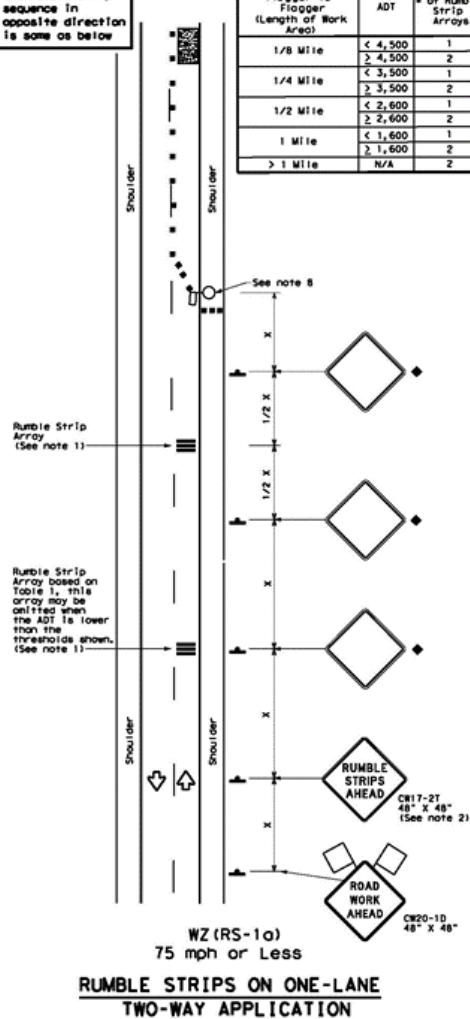 sequence in
opposite direction
is same as below
Flagger
(Length of Work
Area)
ADT
Strip
Arrays
1/8 Mile
< 4,500 1
≥ 4,500 2
1/4 Mile
< 3,500 1
≥ 3,500 2
1/2 Mile
< 2,600 1
≥ 2,600 2
1 Mile
< 1,600 1
≥ 1,600 2
> 1 Mile N/A 2
Shoulder
Shoulder
See note 8
X
1/2 X
Rumble Strip
Array
(See note 1)
1/2 X
X
Rumble Strip
Array based on
Table 1, this
array may be
omitted when
the ADT is lower
than the
thresholds shown.
(See note 1)
X
Shoulder
Shoulder
RUMBLE
STRIPS
AHEAD
CW17-2T
48" X 48"
(See note 2)
X
ROAD
WORK
AHEAD
CW20-1D
48" X 48"
WZ(RS-1a)
75 mph or Less
RUMBLE STRIPS ON ONE-LANE
TWO-WAY APPLICATION